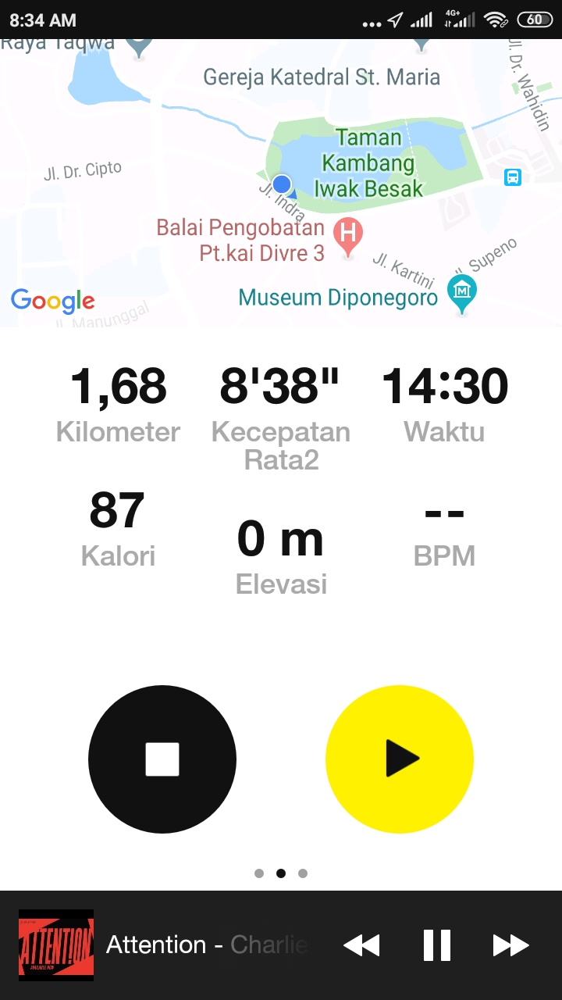 8:34 AM
4G+
60
Raya Taqwa
Gereja Katedral St. Maria
Jl. Dr. Wahidin
Jl. Dr. Cipto
Taman
Kambang
Iwak Besak
Jl. Indra
Balai Pengobatan
Pt.kai Divre 3
H
Jl. Kartini
Jl. Supeno
Museum Diponegoro
M
Google
Jl. Manunggal
1,68
8'38"
14:30
Kilometer
Kecepatan
Rata2
Waktu
87
0 m
--
Kalori
Elevasi
BPM
ATTENTION
Attention - Charlie